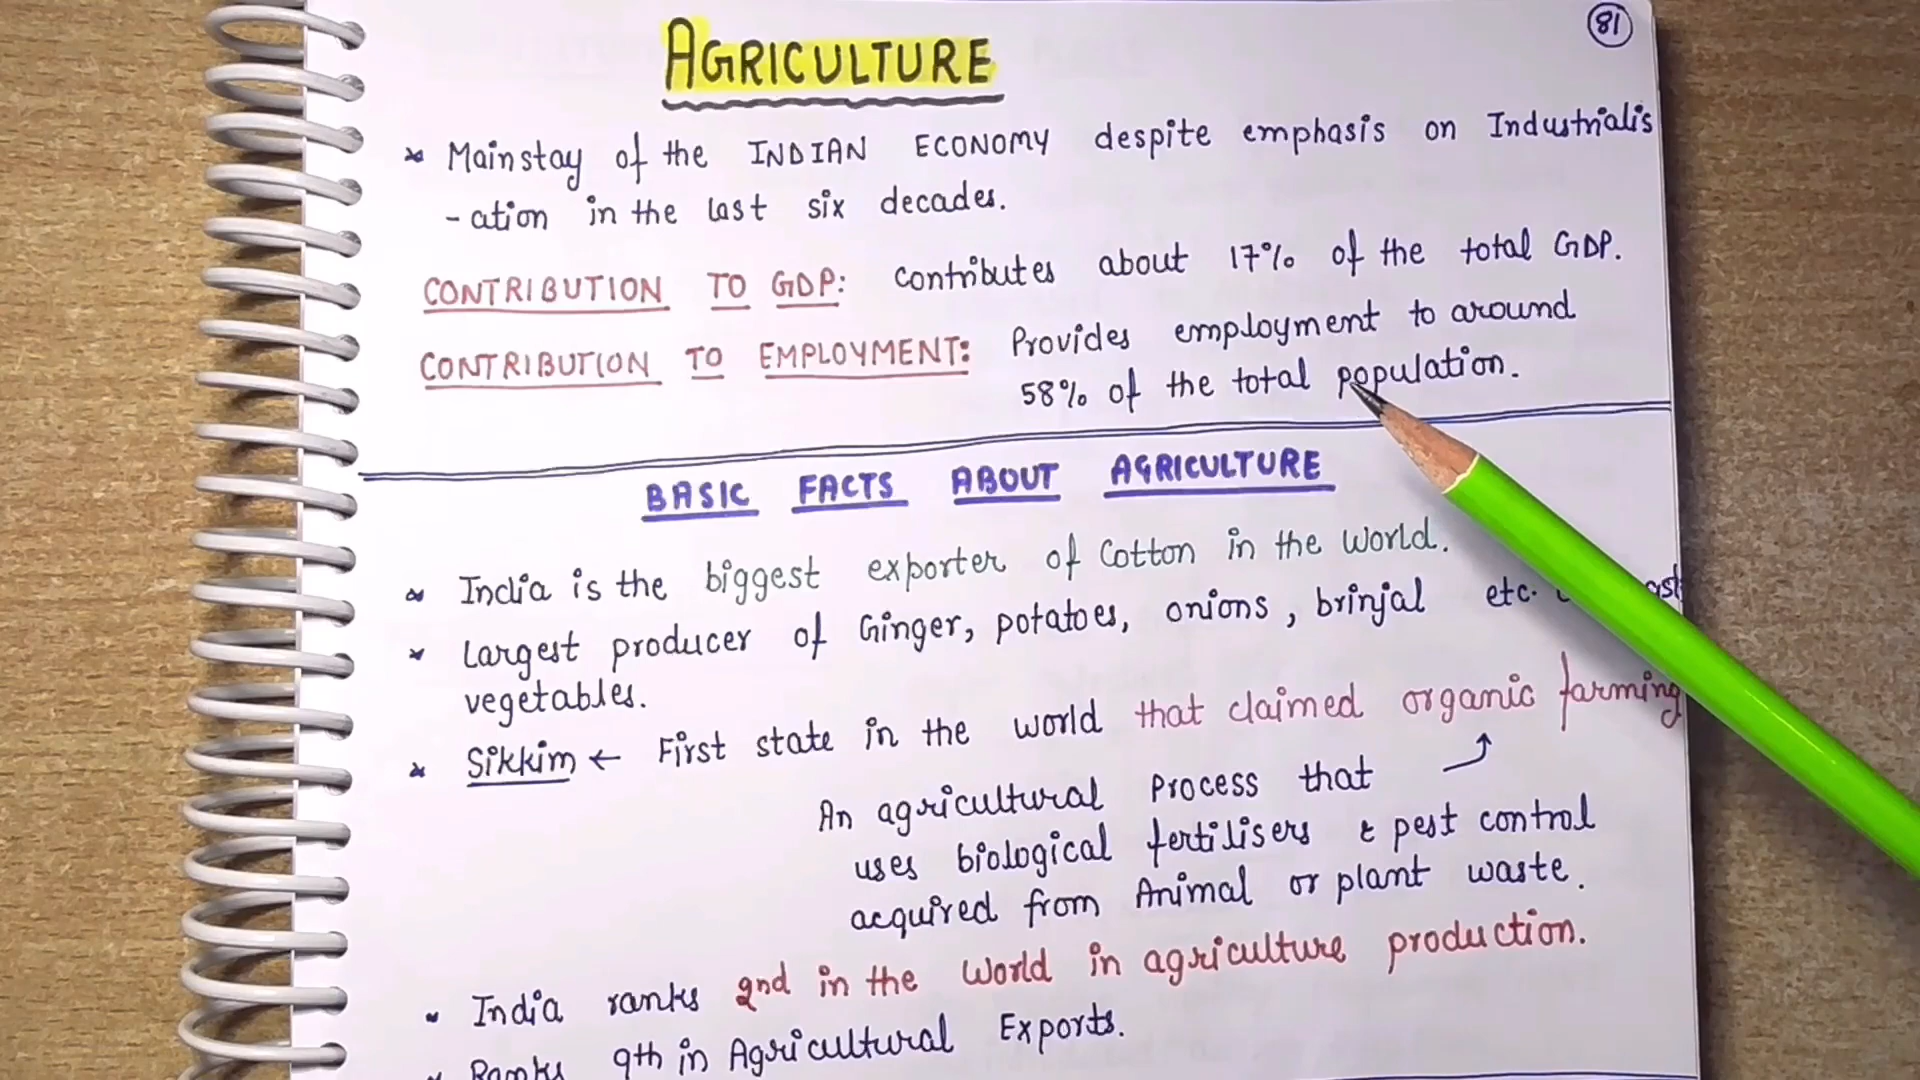 81
AGRICULTURE
* Mainstay of the INDIAN ECONOMY despite emphasis on Industrialis
-ation in the last six decades.
CONTRIBUTION TO GDP: contributes about 17% of the total GDP.
CONTRIBUTION TO EMPLOYMENT: Provides employment to around
58% of the total population.
BASIC FACTS ABOUT AGRICULTURE
* India is the biggest exporter of Cotton in the World.
* Largest producer of Ginger, potatoes, onions, brinjal etc.
vegetables.
* Sikkim ← First state in the world that claimed organic farming
An agricultural process that
uses biological fertilisers & pest control
acquired from Animal or plant waste.
• India ranks 2nd in the World in agriculture production.
* Ranks 9th in Agricultural Exports.